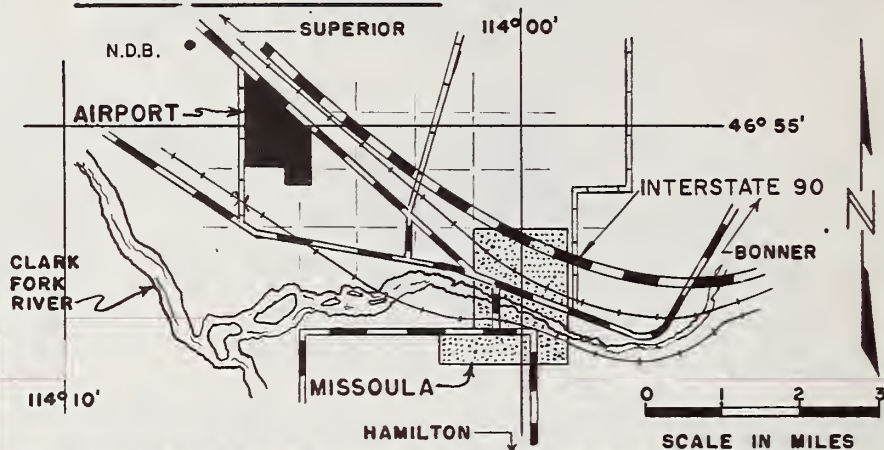 SUPERIOR
114° 00'
N.D.B.
AIRPORT
46° 55'
INTERSTATE 90
N
BONNER
CLARK
FORK
RIVER
MISSOULA
114° 10'
HAMILTON
0 1 2 3
SCALE IN MILES